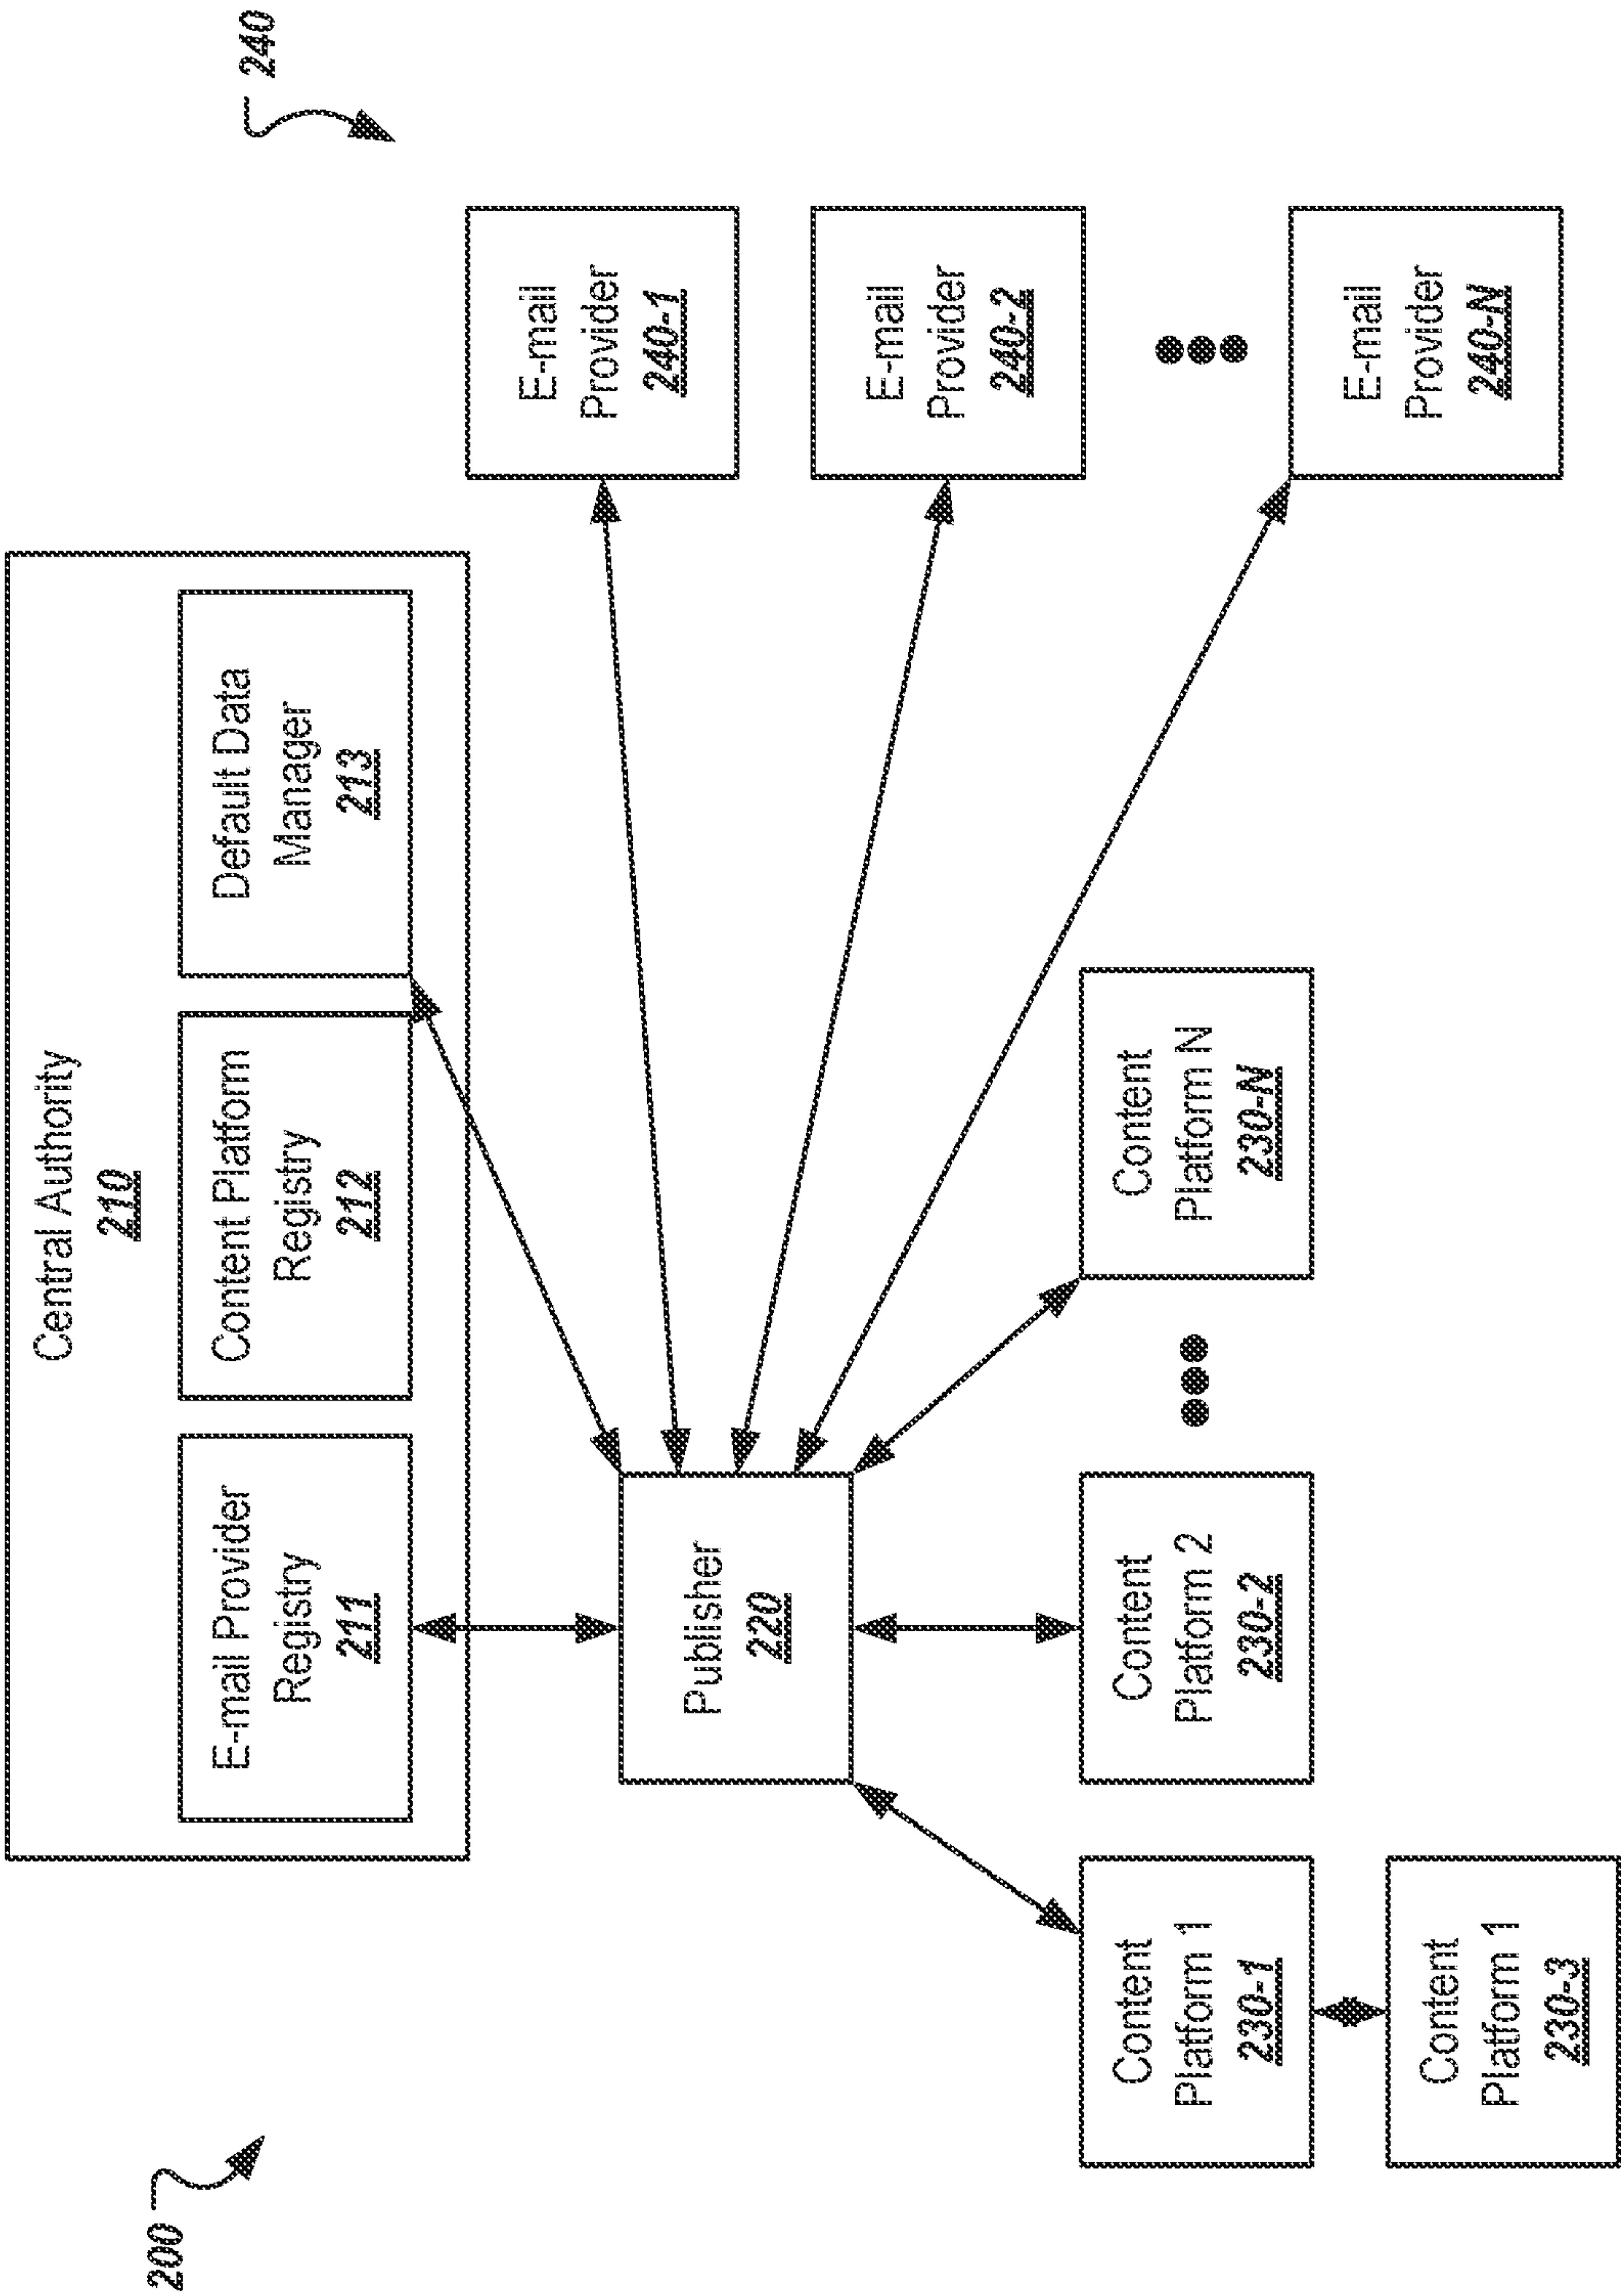 200
240
Central Authority
210
E-mail Provider
Registry
211
Content Platform
Registry
212
Default Data
Manager
213
Publisher
220
E-mail
Provider
240-1
E-mail
Provider
240-2
E-mail
Provider
240-N
Content
Platform 1
230-1
Content
Platform 2
230-2
Content
Platform N
230-N
Content
Platform 1
230-3